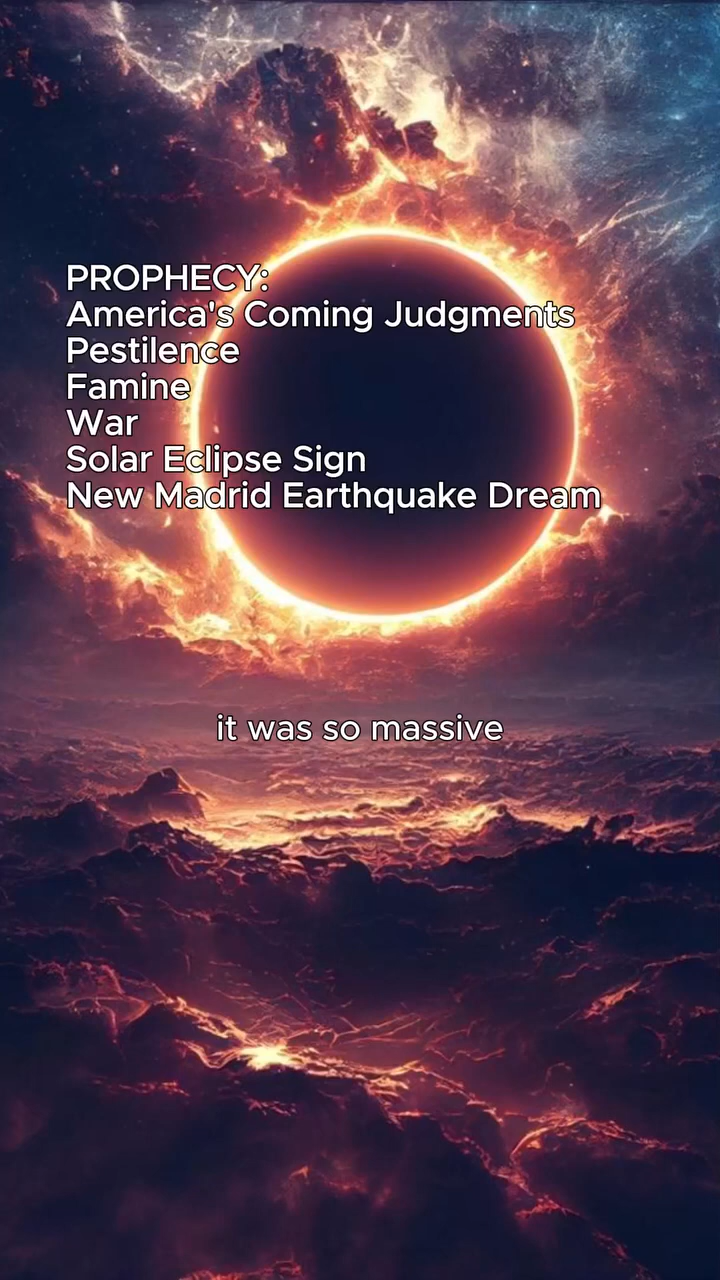 PROPHECY:
America's Coming Judgments
Pestilence
Famine
War
Solar Eclipse Sign
New Madrid Earthquake Dream
it was so massive